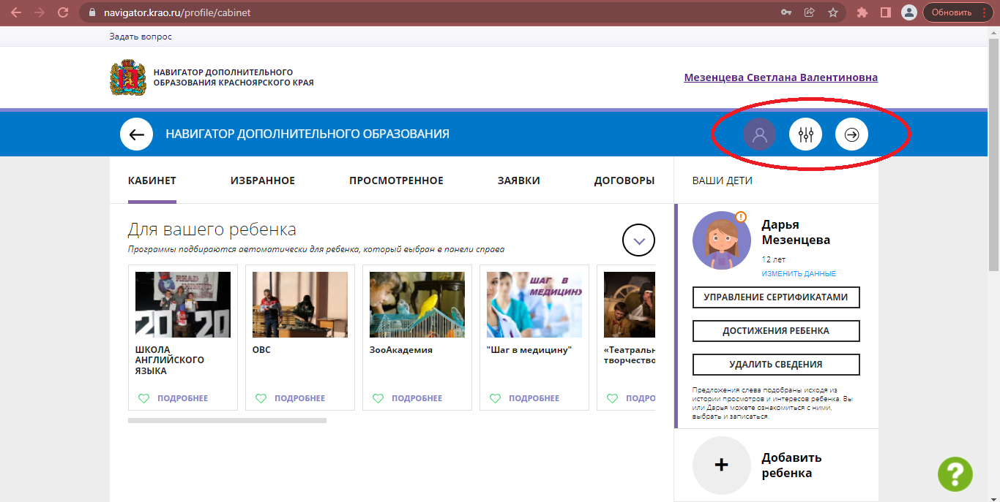 navigator.krao.ru/profile/cabinet
Обновить
Задать вопрос
НАВИГАТОР ДОПОЛНИТЕЛЬНОГО
ОБРАЗОВАНИЯ КРАСНОЯРСКОГО КРАЯ
Мезенцева Светлана Валентиновна
НАВИГАТОР ДОПОЛНИТЕЛЬНОГО ОБРАЗОВАНИЯ
КАБИНЕТ
ИЗБРАННОЕ
ПРОСМОТРЕННОЕ
ЗАЯВКИ
ДОГОВОРЫ
ВАШИ ДЕТИ
Для вашего ребенка
Программы подбираются автоматически для ребенка, который выбран в панели справа
2020
ШАГ В
МЕДИЦИНУ
ШКОЛА
АНГЛИЙСКОГО
ЯЗЫКА
ПОДРОБНЕЕ
ОВС
ПОДРОБНЕЕ
ЗооАкадемия
ПОДРОБНЕЕ
"Шаг в медицину"
ПОДРОБНЕЕ
«Театральн
творчество
ПОДРО
Дарья
Мезенцева
12 лет
ИЗМЕНИТЬ ДАННЫЕ
УПРАВЛЕНИЕ СЕРТИФИКАТАМИ
ДОСТИЖЕНИЯ РЕБЕНКА
УДАЛИТЬ СВЕДЕНИЯ
Предложения слева подобраны исходя из
истории просмотров и интересов ребенка. Вы
или Дарья можете ознакомиться с ними,
выбрать и записаться.
+
Добавить
ребенка
?